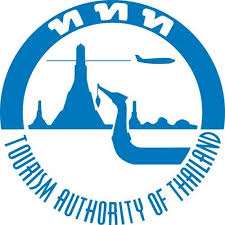 ททท
TOURISM AUTHORITY OF THAILAND